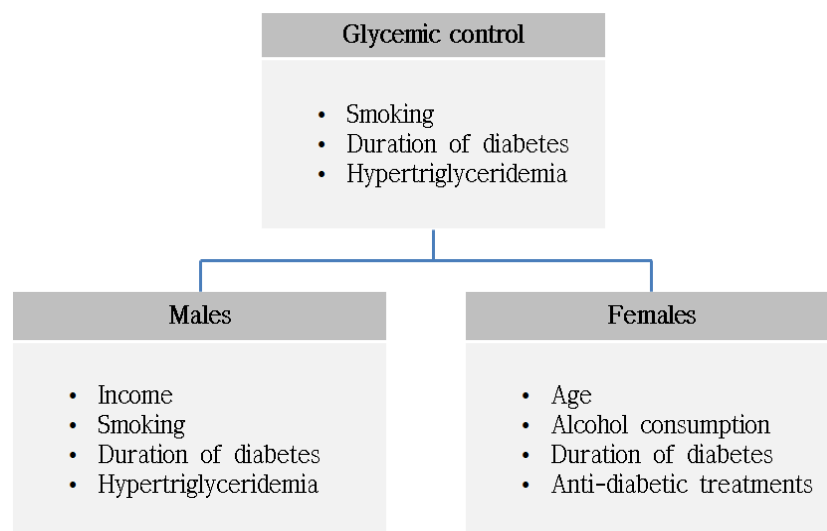 Glycemic control
• Smoking
• Duration of diabetes
• Hypertriglyceridemia
Males
• Income
• Smoking
• Duration of diabetes
• Hypertriglyceridemia
Females
• Age
• Alcohol consumption
• Duration of diabetes
• Anti-diabetic treatments